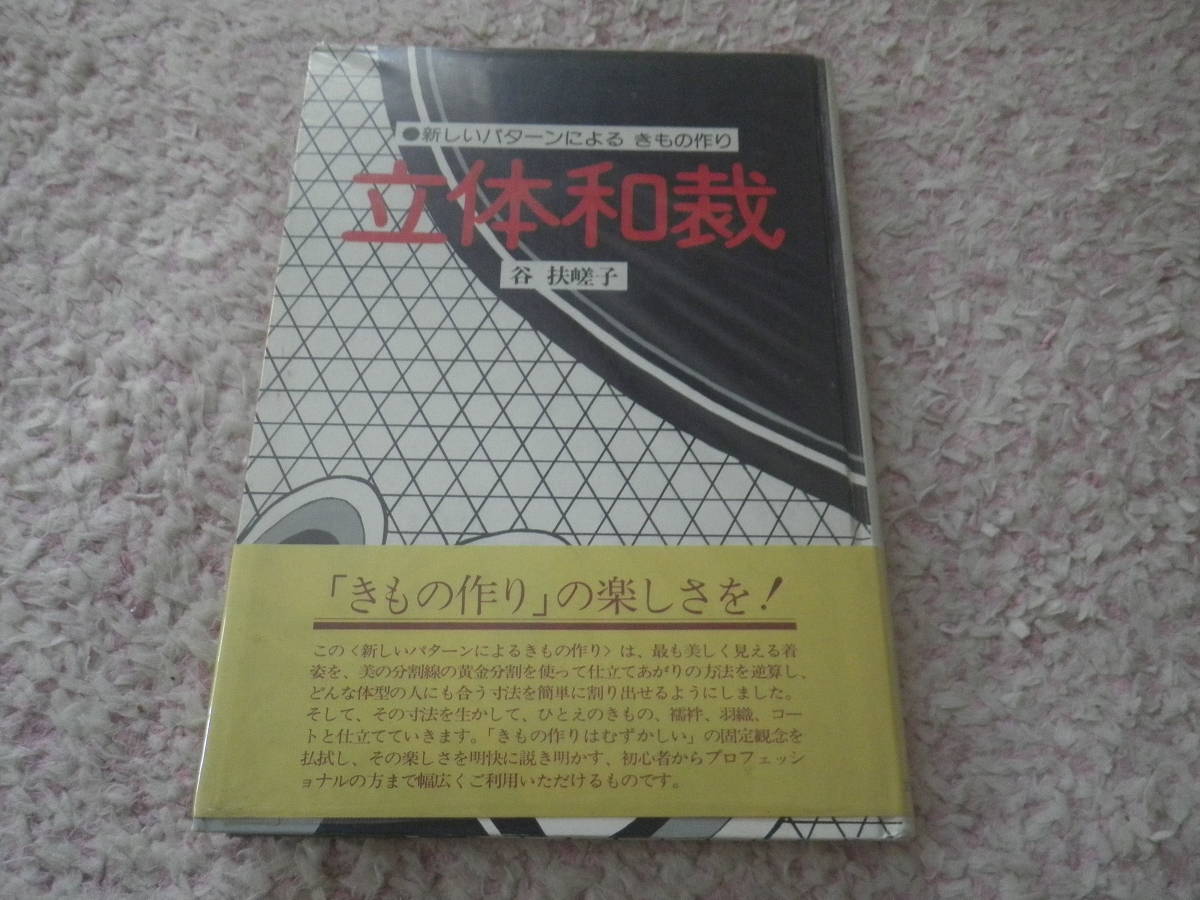 ●新しいパターンによる きもの作り
立体和裁
谷 扶嵯子
「きもの作り」の楽しさを!
この〈新しいパターンによるきもの作り〉は、最も美しく見える着
姿を、美の分割線の黄金分割を使って仕立てあがりの方法を逆算し、
どんな体型の人にも合う寸法を簡単に割り出せるようにしました。
そして、その寸法を生かして、ひとえのきもの、襦袢、羽織、コー
トと仕立てていきます。「きもの作りはむずかしい」の固定観念を
払拭し、その楽しさを明快に説き明かす、初心者からプロフェッシ
ョナルの方まで幅広くご利用いただけるものです。